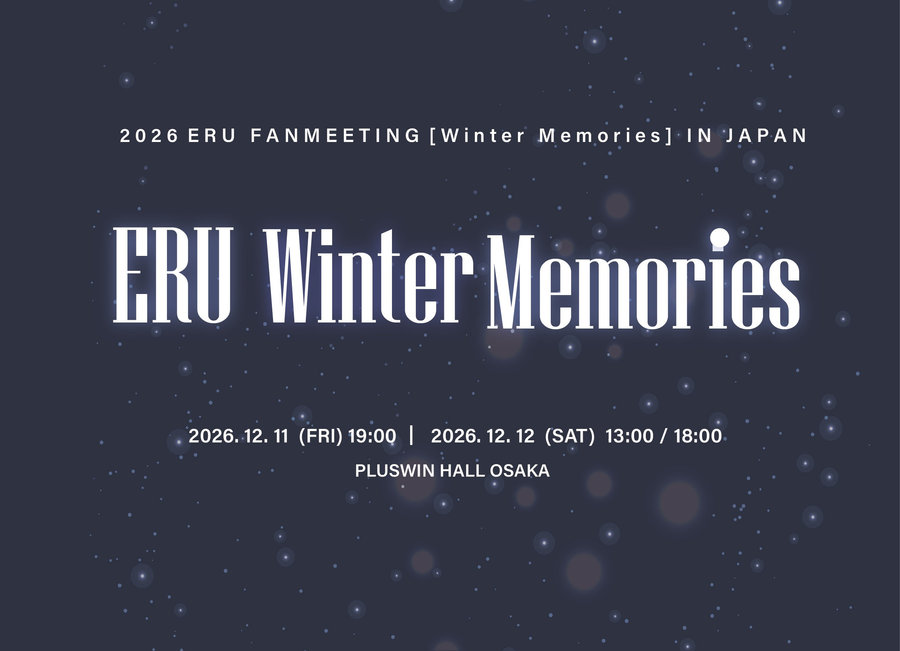 2026 ERU FANMEETING [Winter Memories] IN JAPAN
ERU Winter Memories
2026. 12. 11 (FRI) 19:00 | 2026. 12. 12 (SAT) 13:00 / 18:00
PLUSWIN HALL OSAKA